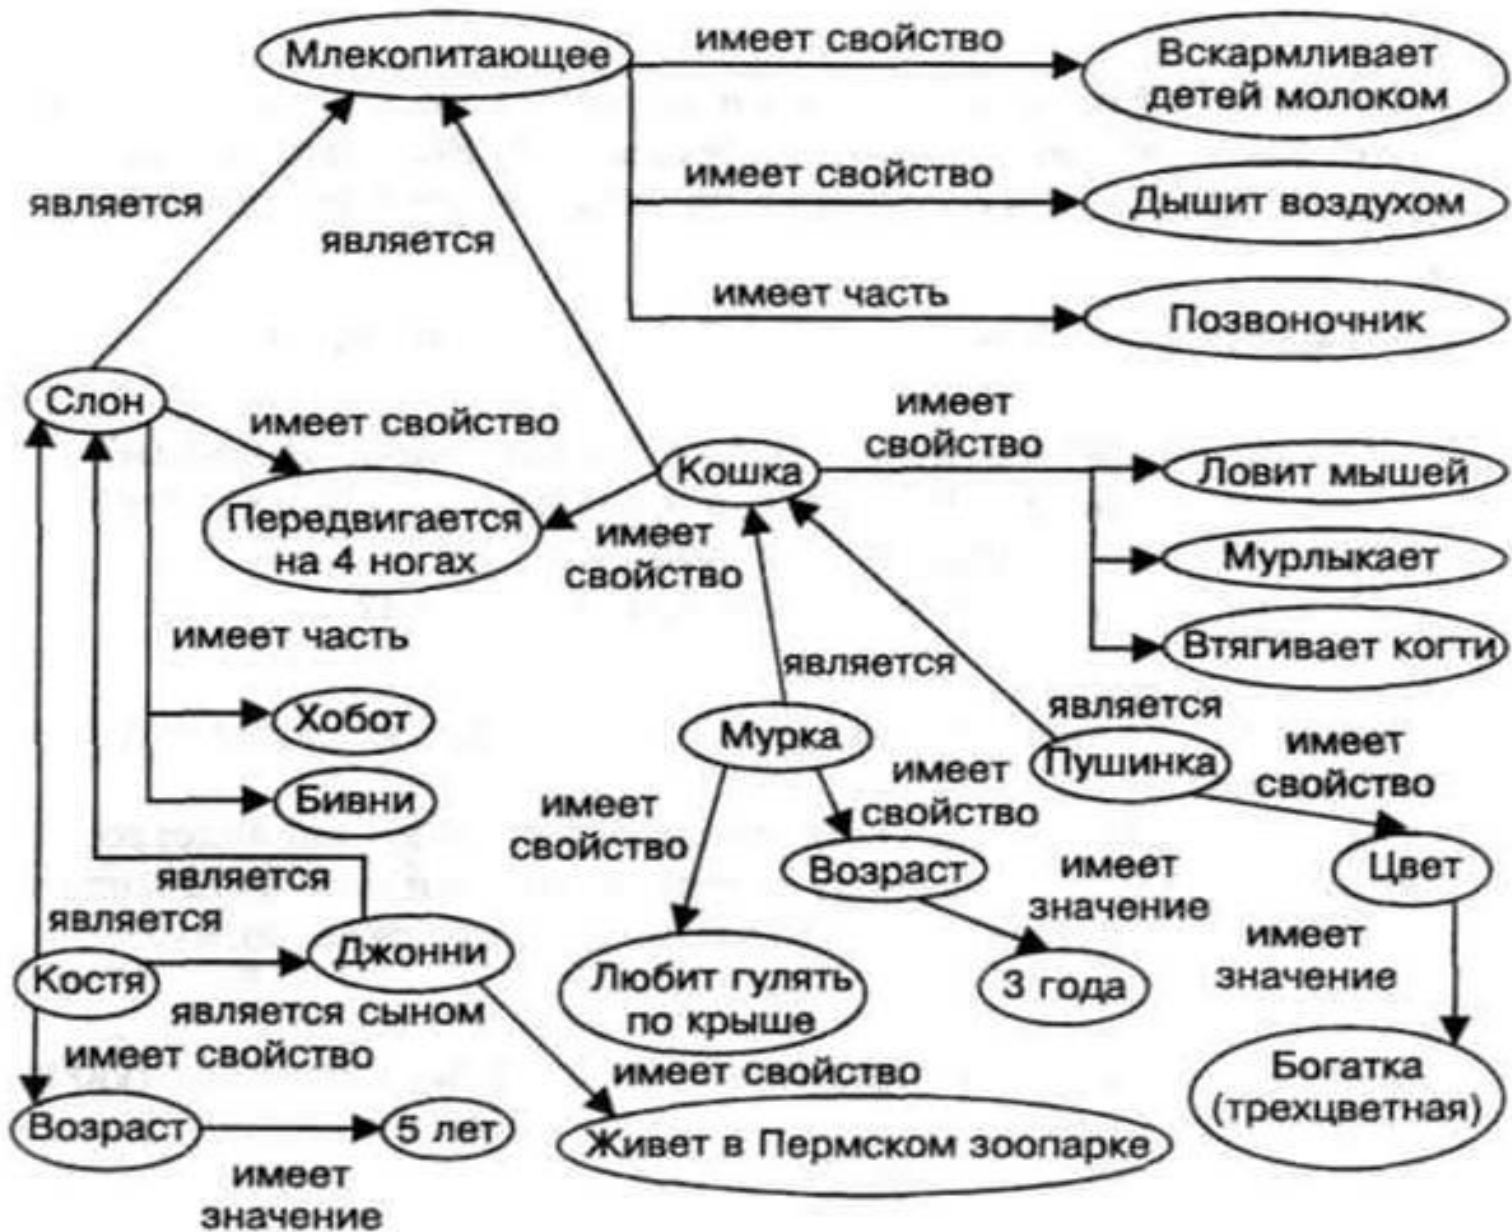 Млекопитающее
имеет свойство
Вскармливает
детей молоком
имеет свойство
Дышит воздухом
является
является
имеет часть
Позвоночник
Слон
имеет свойство
имеет
свойство
Кошка
Ловит мышей
Передвигается
на 4 ногах
имеет
свойство
Мурлыкает
имеет часть
Втягивает когти
является
Хобот
Мурка
является
Пушинка
имеет
свойство
Бивни
имеет
свойство
имеет
свойство
Возраст
имеет
значение
Цвет
является
является
Джонни
Костя
является сыном
Любит гулять
по крыше
3 года
имеет
значение
имеет свойство
имеет свойство
Богатка
(трехцветная)
Возраст
5 лет
Живет в Пермском зоопарке
имеет
значение